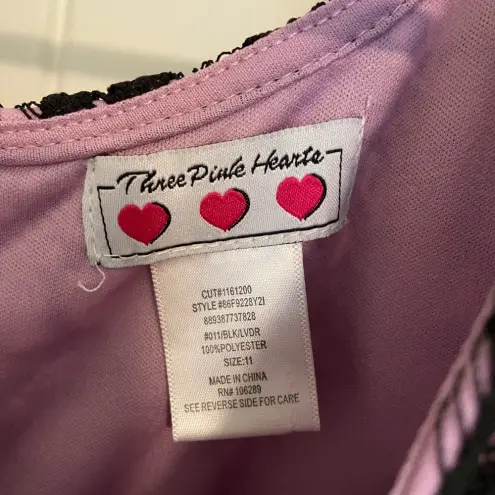 Three Pink Hearts
CUT#1161200
STYLE #86F9228Y2I
889387737828
#011/BLK/LVDR
100%POLYESTER
SIZE:11
MADE IN CHINA
RN# 106289
SEE REVERSE SIDE FOR CARE